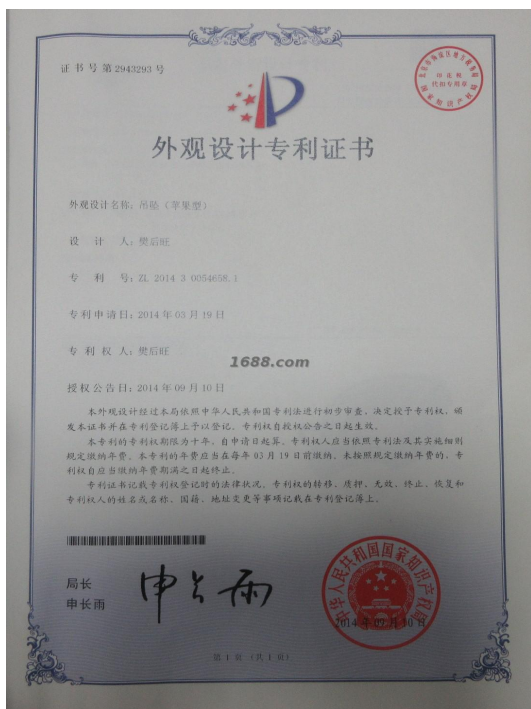 证书号第2943293号
外观设计专利证书
外观设计名称：吊坠（苹果型）
设 计 人：樊后旺
专 利 号：ZL 2014 3 0054658.1
专利申请日：2014年03月19日
专 利 权 人：樊后旺
1688.com
授权公告日：2014年09月10日
本外观设计经过本局依照中华人民共和国专利法进行初步审查，决定授予专利权，颁
发本证书并在专利登记簿上予以登记。专利权自授权公告之日起生效。
本专利的专利权期限为十年，自申请日起算。专利权人应当依照专利法及其实施细则
规定缴纳年费。本专利的年费应当在每年03月19日前缴纳。未按照规定缴纳年费的，专
利权自应当缴纳年费期满之日起终止。
专利证书记载专利权登记时的法律状况。专利权的转移、质押、无效、终止、恢复和
专利权人的姓名或名称、国籍、地址变更等事项记载在专利登记簿上。
局长
申长雨
申长雨
中华人民共和国国家知识产权局
2014年09月10日
第1页（共1页）